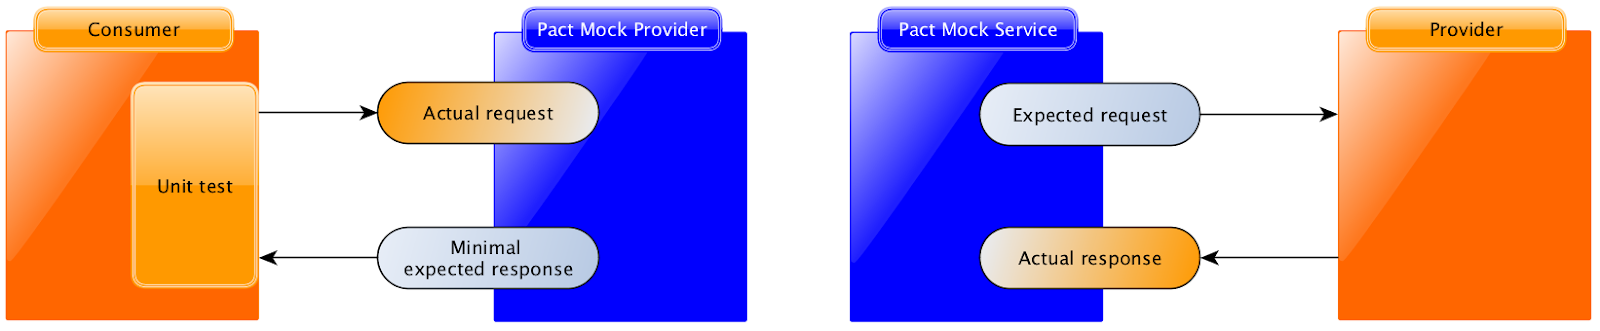 Consumer
Pact Mock Provider
Pact Mock Service
Provider
Actual request
Expected request
Unit test
Minimal
expected response
Actual response